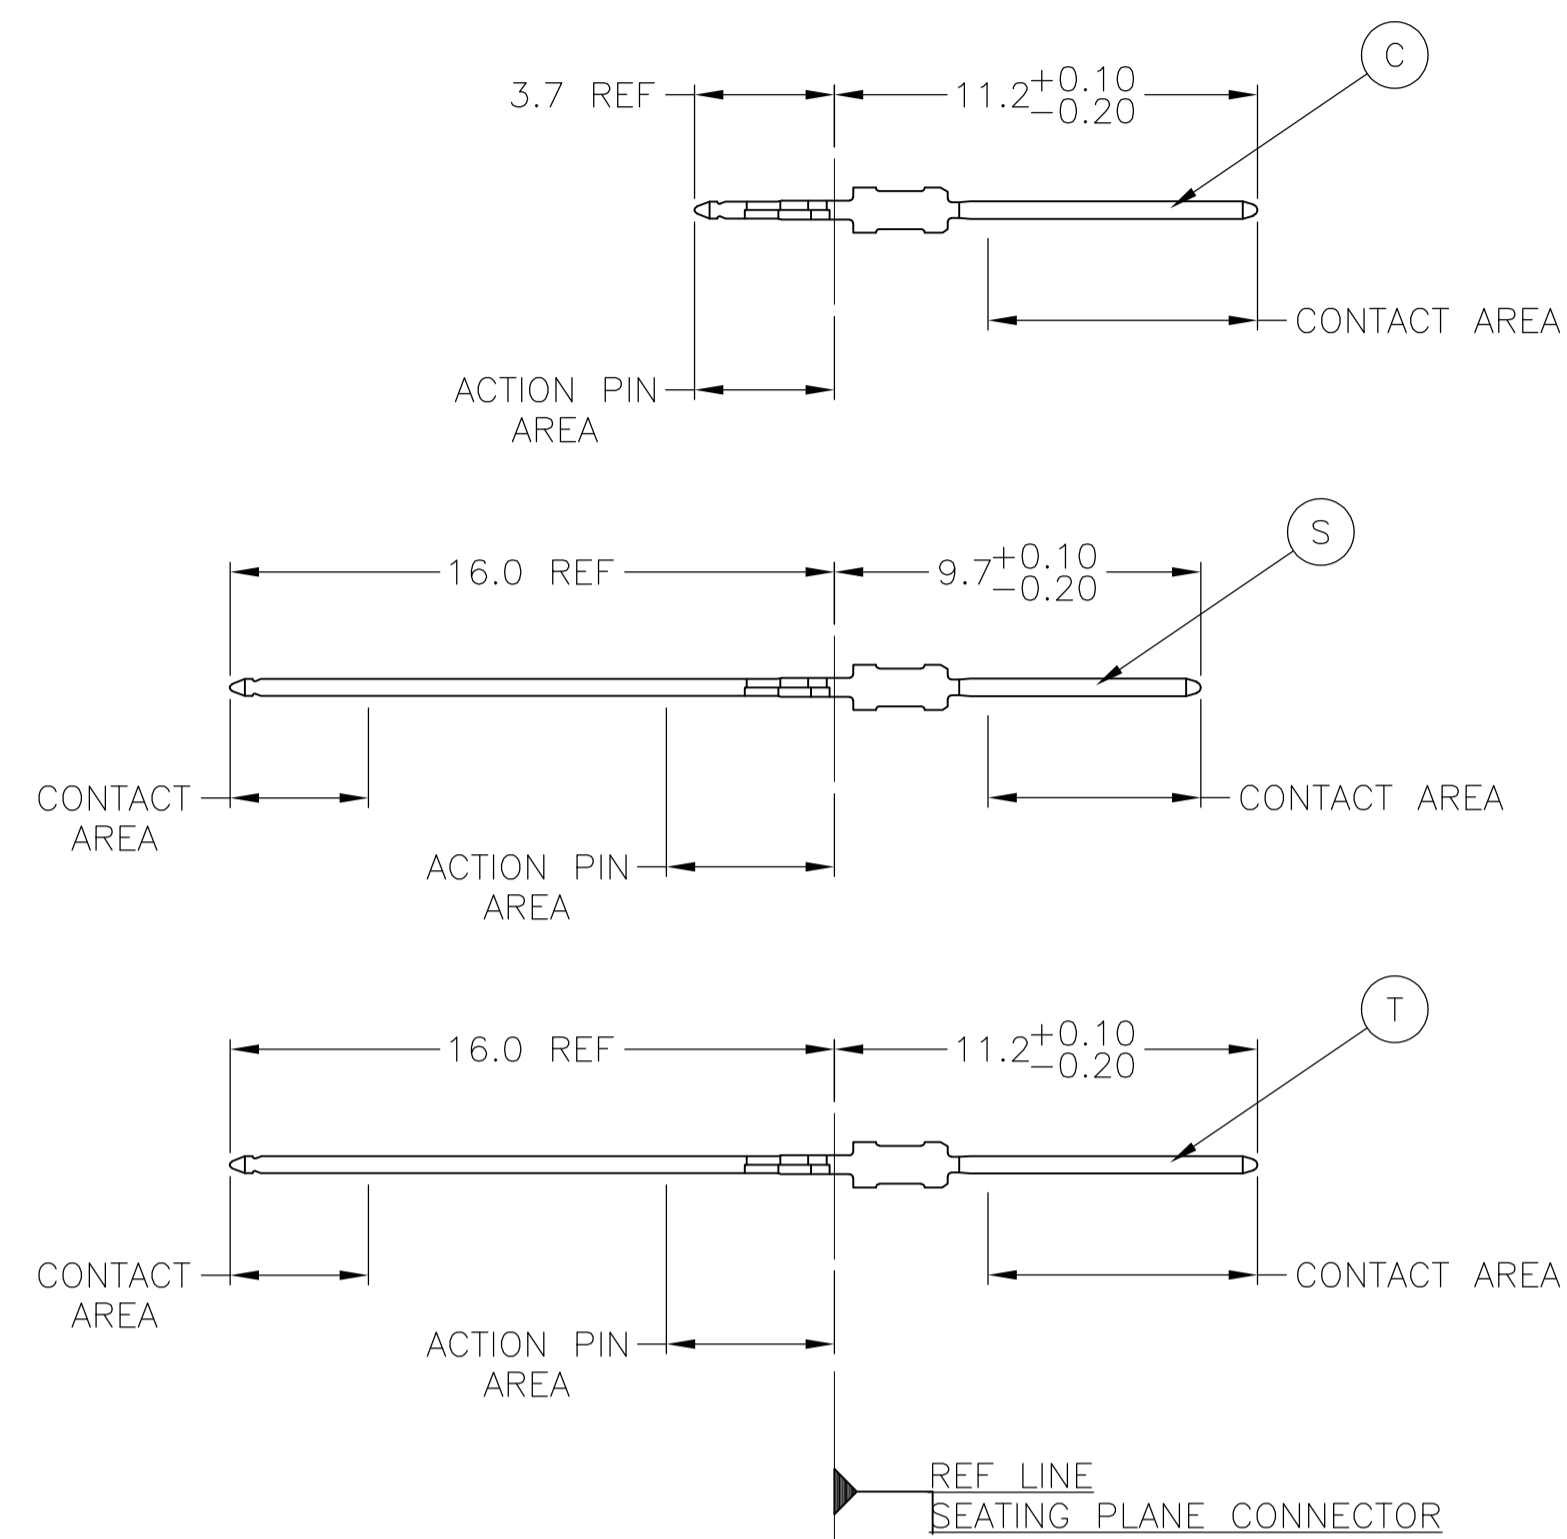 C
3.7 REF
11.2 +0.10
-0.20
CONTACT AREA
ACTION PIN
AREA
S
16.0 REF
9.7 +0.10
-0.20
CONTACT
AREA
CONTACT AREA
ACTION PIN
AREA
T
16.0 REF
11.2 +0.10
-0.20
CONTACT
AREA
CONTACT AREA
ACTION PIN
AREA
REF LINE
SEATING PLANE CONNECTOR